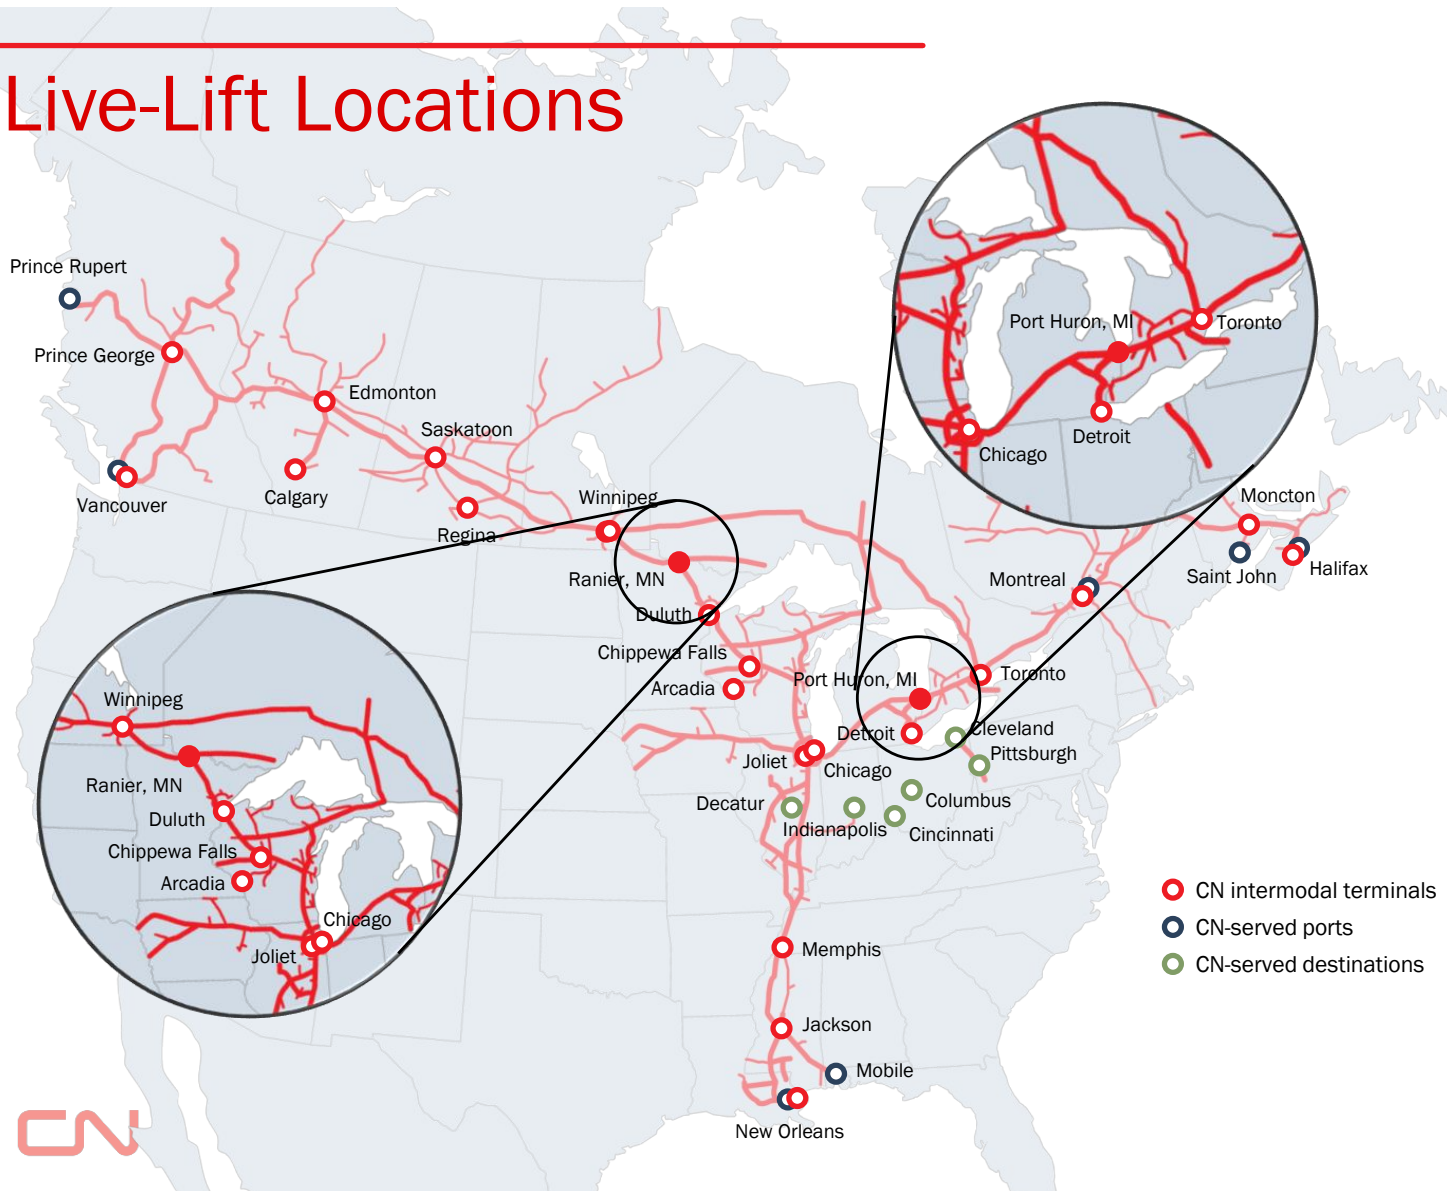 Live-Lift Locations
Prince Rupert
Prince George
Edmonton
Saskatoon
Vancouver
Calgary
Regina
Winnipeg
Ranier, MN
Duluth
Chippewa Falls
Arcadia
Port Huron, MI
Toronto
Detroit
Chicago
Moncton
Saint John
Halifax
Montreal
Toronto
Port Huron, MI
Detroit
Cleveland
Pittsburgh
Joliet
Chicago
Decatur
Columbus
Indianapolis
Cincinnati
Winnipeg
Ranier, MN
Duluth
Chippewa Falls
Arcadia
Chicago
Joliet
Memphis
Jackson
Mobile
New Orleans
CN intermodal terminals
CN-served ports
CN-served destinations
CN